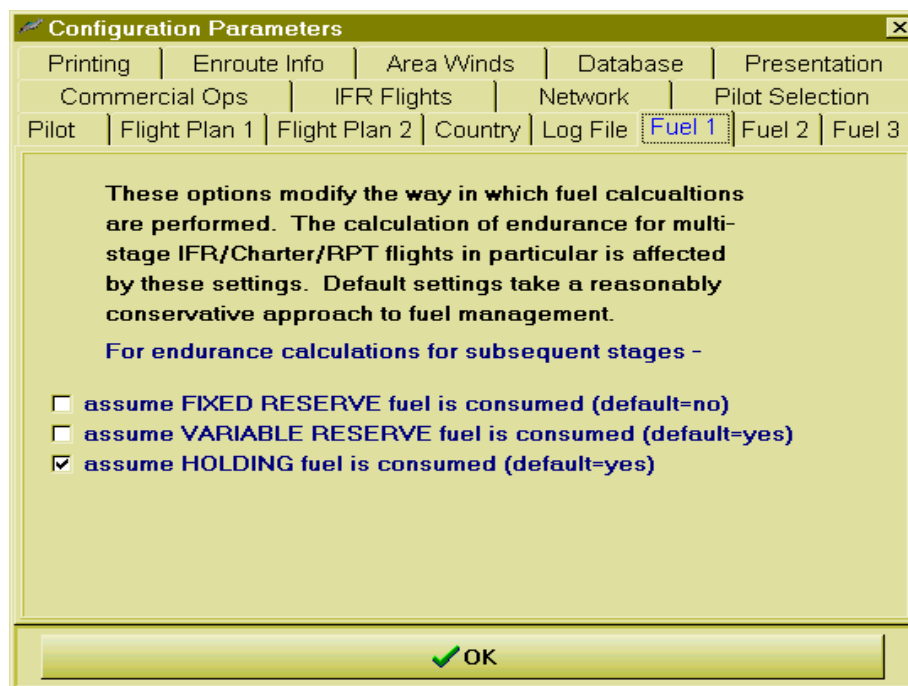 Configuration Parameters
Printing Enroute Info Area Winds Database Presentation
Commercial Ops IFR Flights Network Pilot Selection
Pilot Flight Plan 1 Flight Plan 2 Country Log File Fuel 1 Fuel 2 Fuel 3
These options modify the way in which fuel calcualtions
are performed. The calculation of endurance for multi-
stage IFR/Charter/RPT flights in particular is affected
by these settings. Default settings take a reasonably
conservative approach to fuel management.
For endurance calculations for subsequent stages -
assume FIXED RESERVE fuel is consumed (default=no)
assume VARIABLE RESERVE fuel is consumed (default=yes)
assume HOLDING fuel is consumed (default=yes)
OK